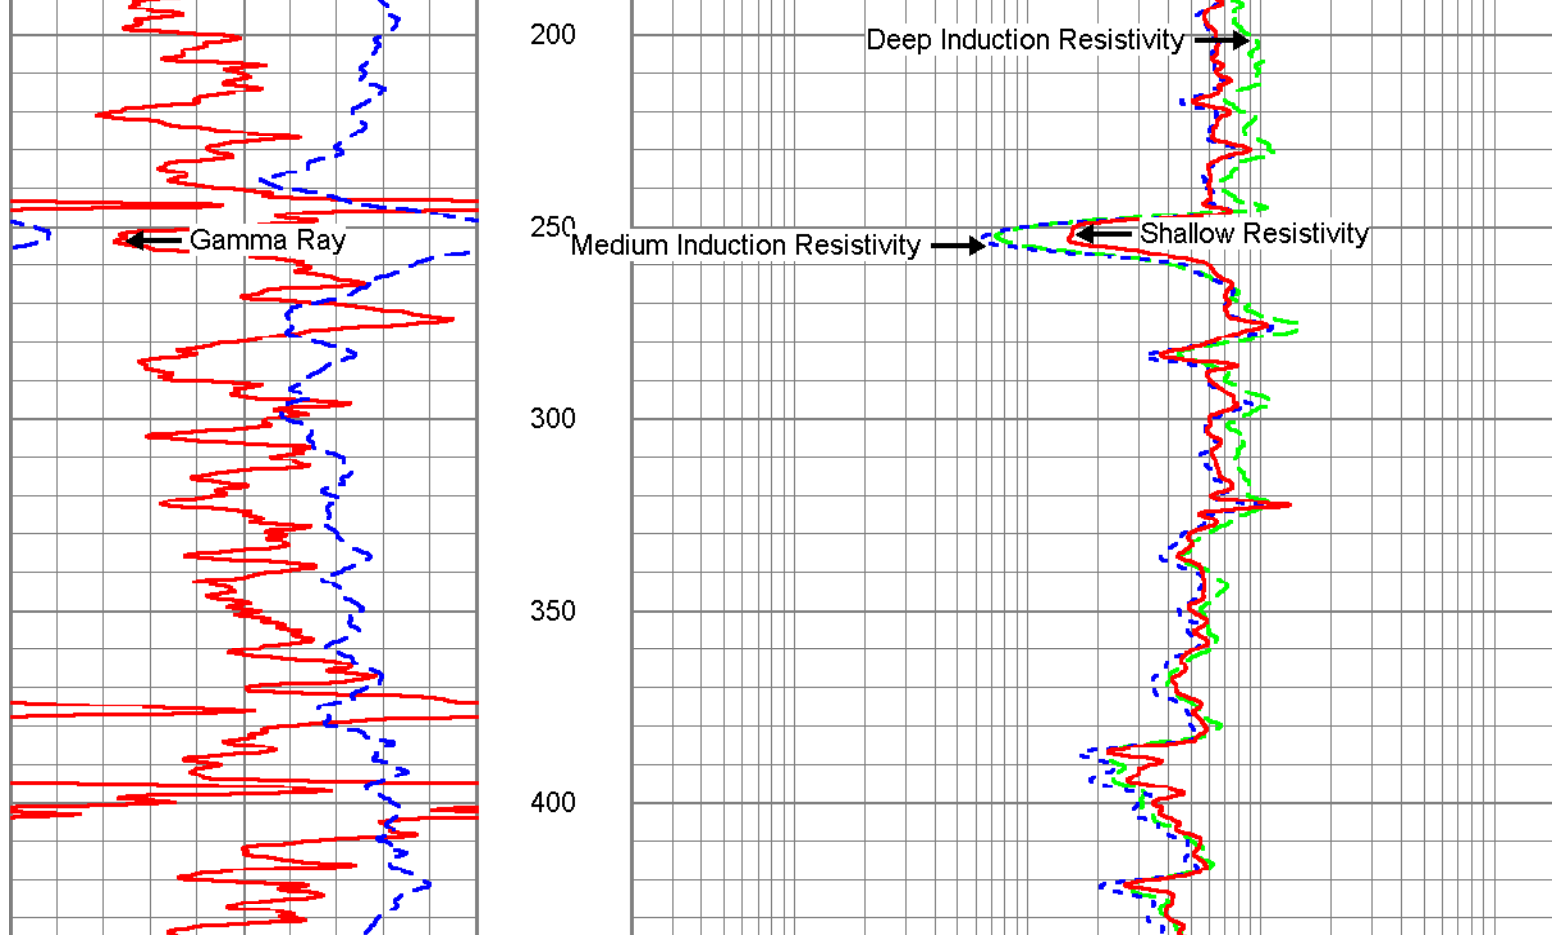 200
Deep Induction Resistivity
250
Gamma Ray
Medium Induction Resistivity
Shallow Resistivity
300
350
400